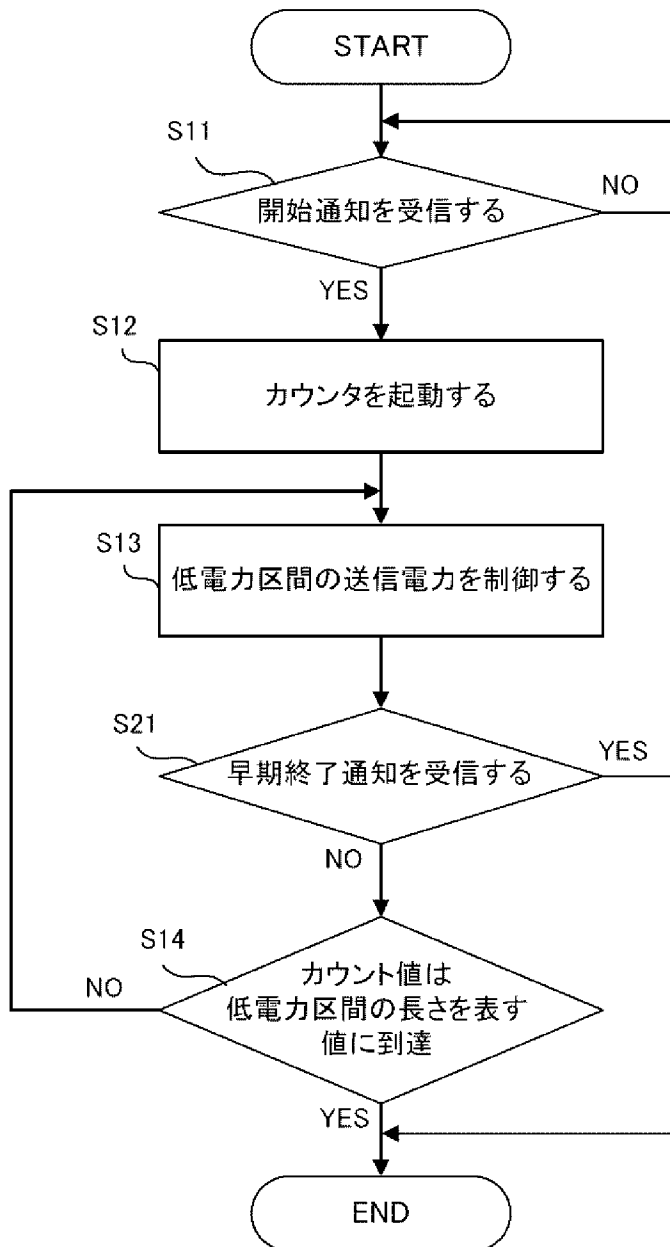 START
S11
開始通知を受信する
NO
YES
S12
カウンタを起動する
S13
低電力区間の送信電力を制御する
S21
早期終了通知を受信する
YES
NO
S14
カウント値は
低電力区間の長さを表す
値に到達
NO
YES
END